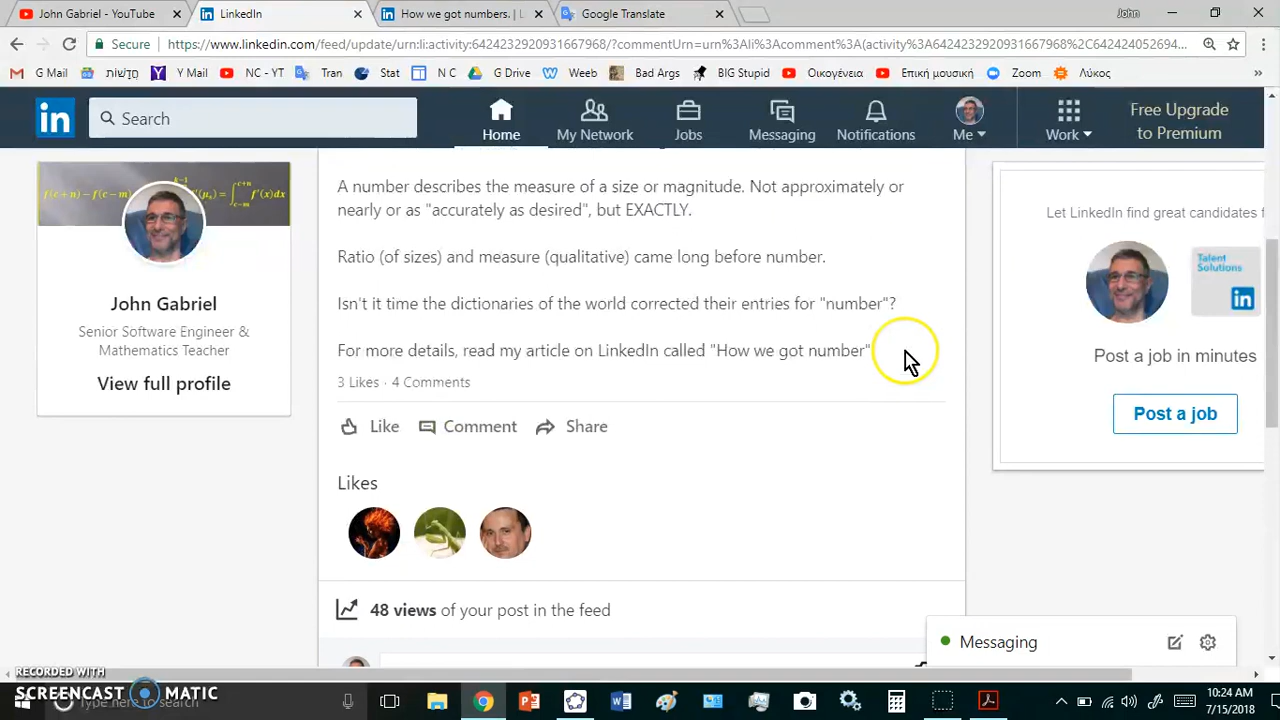 John Gabriel - YouTube
LinkedIn
How we got numbers. | L
Google Translate
John
Secure
https://www.linkedin.com/feed/update/urn:li:activity:6424232920931667968/?commentUrn=urn%3Ali%3Acomment%3A(activity%3A6424232920931667968%2C642424052694...
G Mail
Y Mail
NC - YT
Tran
Stat
N C
G Drive
Weeb
Bad Args
BIG Stupid
Οικογένεια
Επική μουσική
Zoom
Λύκος
»
in
Search
Home
My Network
Jobs
Messaging
Notifications
Me
Work
Free Upgrade
to Premium
John Gabriel
Senior Software Engineer &
Mathematics Teacher
View full profile
A number describes the measure of a size or magnitude. Not approximately or
nearly or as "accurately as desired", but EXACTLY.
Ratio (of sizes) and measure (qualitative) came long before number.
Isn't it time the dictionaries of the world corrected their entries for "number"?
For more details, read my article on LinkedIn called "How we got number"
3 Likes · 4 Comments
Like
Comment
Share
Likes
48 views of your post in the feed
Let LinkedIn find great candidates f
Talent
Solutions
in
Post a job in minutes
Post a job
Messaging
RECORDED WITH
SCREENCAST MATIC
Type here to search
10:24 AM
7/15/2018